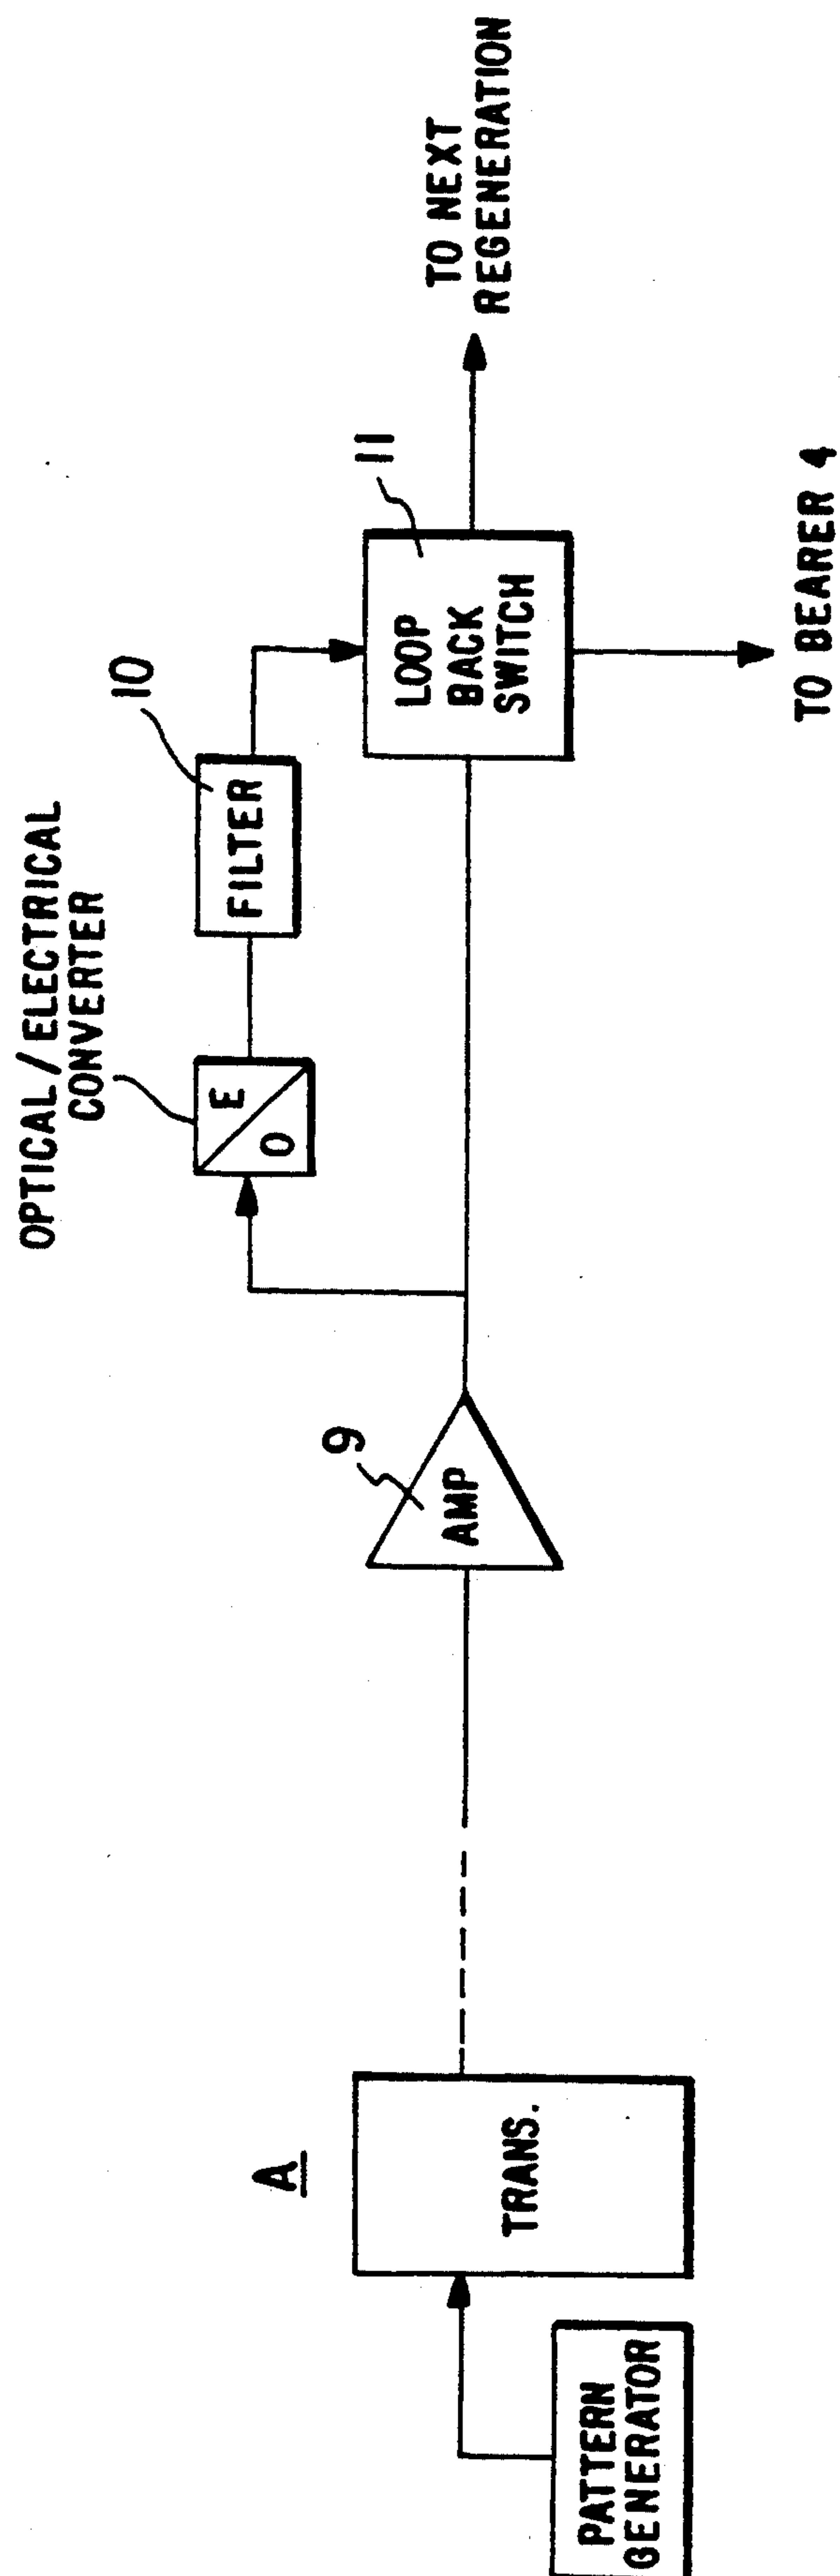 OPTICAL/ELECTRICAL
CONVERTER
10
E
O
FILTER
9
11
AMP
LOOP
BACK
SWITCH
TO NEXT
REGENERATION
TO BEARER 4
A
TRANS.
PATTERN
GENERATOR